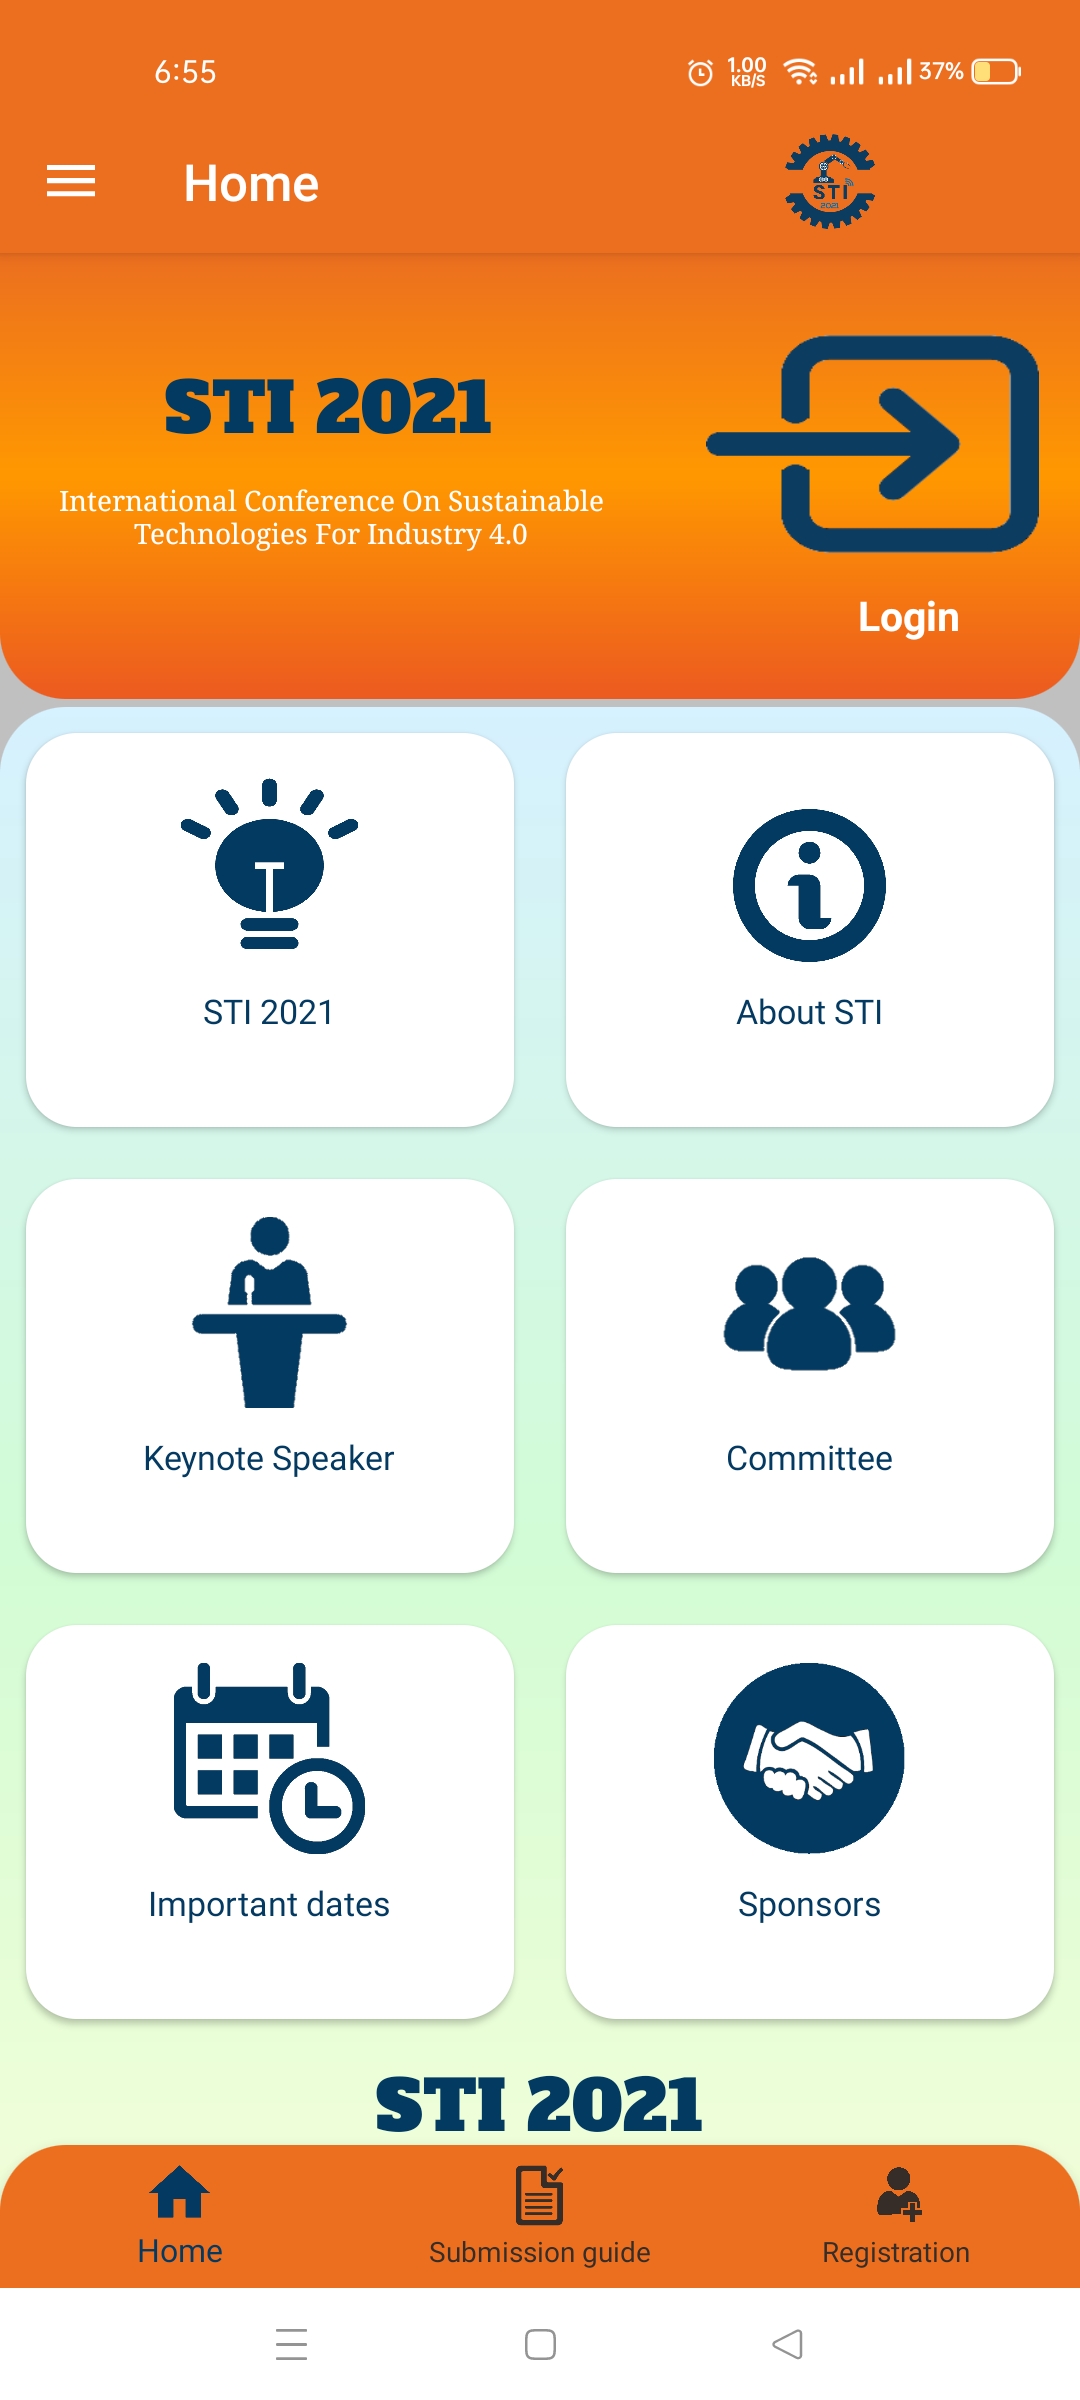 6:55
1.00
KB/S
37%
Home
STI
2021
STI 2021
International Conference On Sustainable
Technologies For Industry 4.0
Login
STI 2021
About STI
Keynote Speaker
Committee
Important dates
Sponsors
STI 2021
Home
Submission guide
Registration